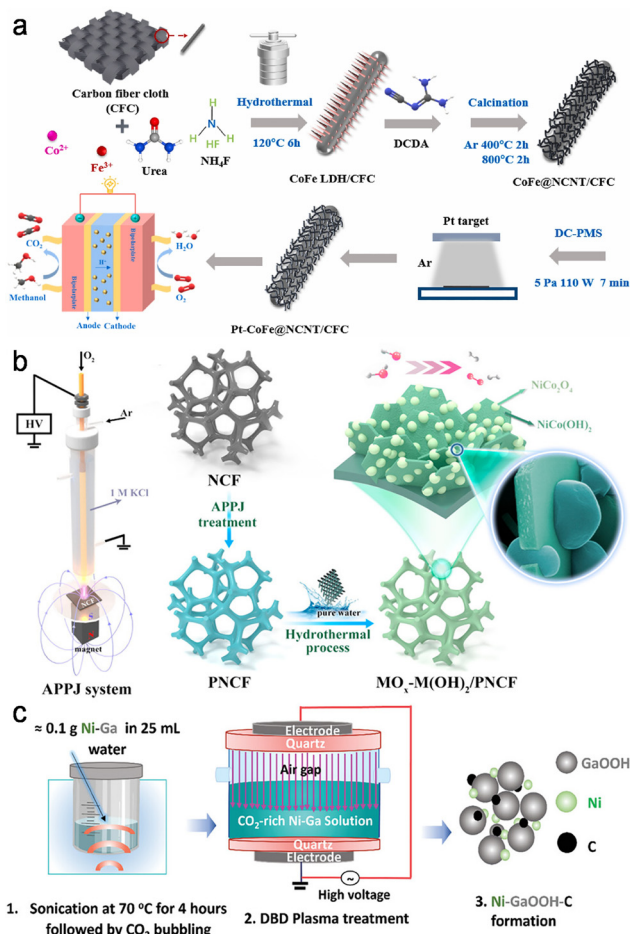 a
Carbon fiber cloth
(CFC)
Co²⁺
Fe³⁺
Urea
H
N
H
H
HF
NH₄F
Hydrothermal
120°C 6h
CoFe LDH/CFC
DCDA
Calcination
Ar 400°C 2h
800°C 2h
CoFe@NCNT/CFC
CO₂
Methanol
Bipolarplate
H⁺
Bipolarplate
H₂O
O₂
Anode
Cathode
Pt-CoFe@NCNT/CFC
Pt target
Ar
DC-PMS
5 Pa 110 W 7 min
b
O₂
HV
Ar
1 M KCl
NCF
S
magnet
APPJ system
NCF
APPJ
treatment
PNCF
pure water
Hydrothermal
process
NiCo₂O₄
NiCo(OH)₂
MOₓ-M(OH)₂/PNCF
c
≈ 0.1 g Ni-Ga in 25 mL
water
1. Sonication at 70 °C for 4 hours
followed by CO₂ bubbling
Electrode
Quartz
Air gap
CO₂-rich Ni-Ga Solution
Quartz
Electrode
High voltage
2. DBD Plasma treatment
GaOOH
Ni
C
3. Ni-GaOOH-C
formation